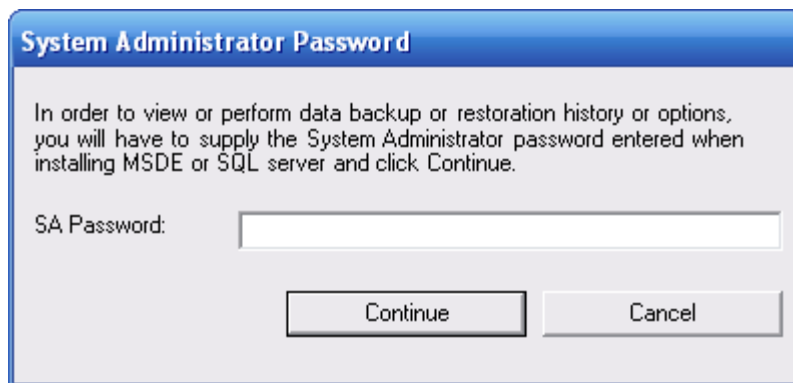 System Administrator Password
In order to view or perform data backup or restoration history or options,
you will have to supply the System Administrator password entered when
installing MSDE or SQL server and click Continue.
SA Password:
Continue
Cancel